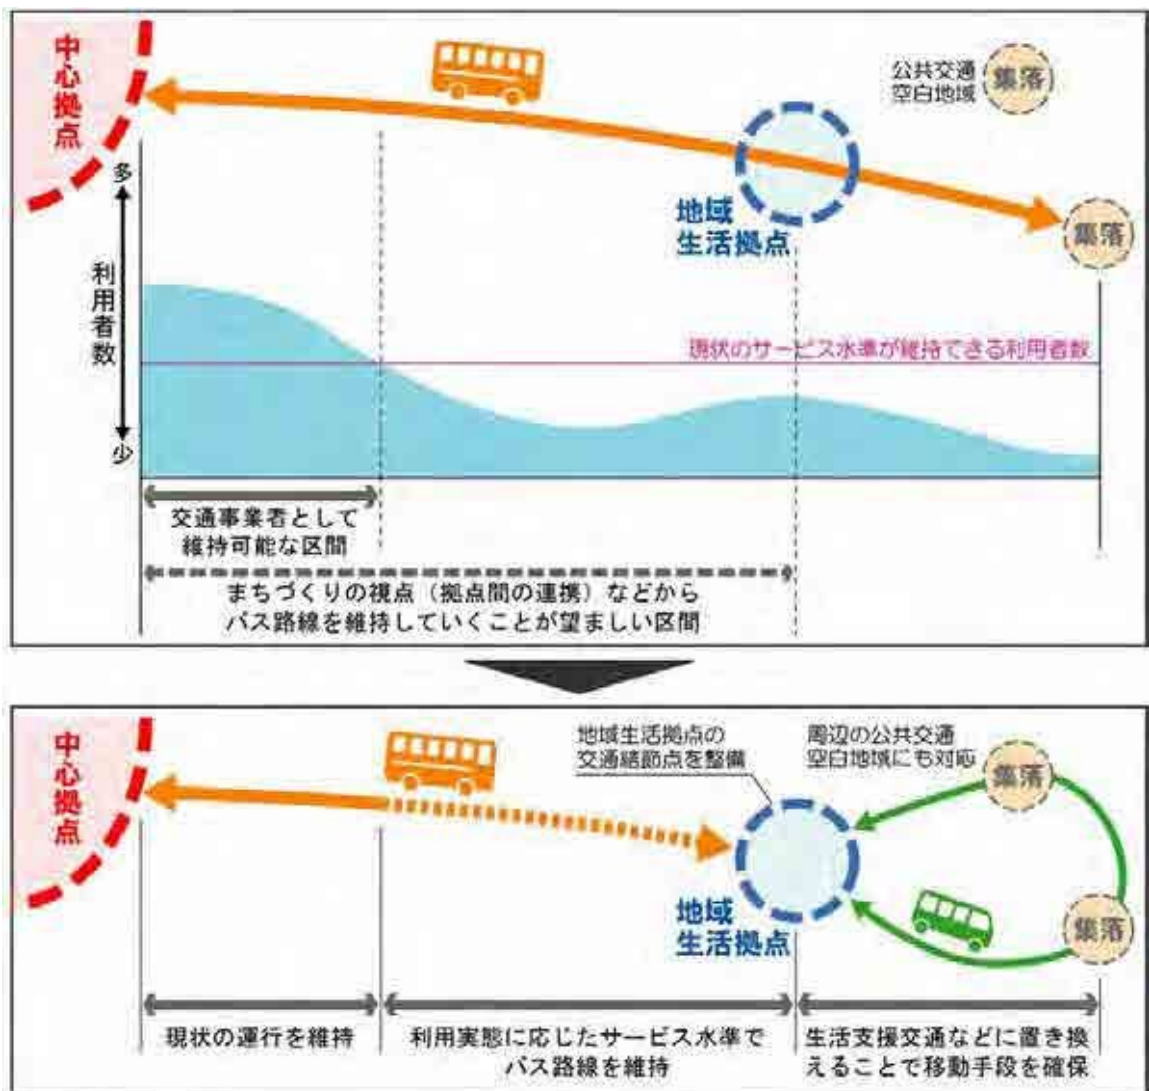 中心拠点
公共交通
空白地域
集落
地域
生活拠点
集落
多
利用者数
少
現状のサービス水準が維持できる利用者数
交通事業者として
維持可能な区間
まちづくりの視点（拠点間の連携）などから
バス路線を維持していくことが望ましい区間
中心拠点
地域生活拠点の
交通結節点を整備
周辺の公共交通
空白地域にも対応
集落
地域
生活拠点
集落
現状の運行を維持
利用実態に応じたサービス水準で
バス路線を維持
生活支援交通などに置き換
えることで移動手段を確保